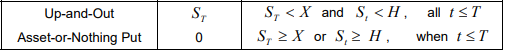 Up-and-Out S_T S_T < X and S_t < H , all t ≤ T
Asset-or-Nothing Put 0 S_T ≥ X or S_t ≥ H , when t ≤ T